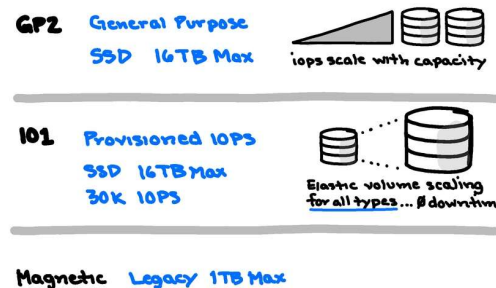 GP2 General Purpose
SSD 16TB Max
iops scale with capacity
IO1 Provisioned IOPS
SSD 16TB Max
30K IOPS
Elastic volume scaling
for all types... Ø downtim
Magnetic Legacy 1TB Max